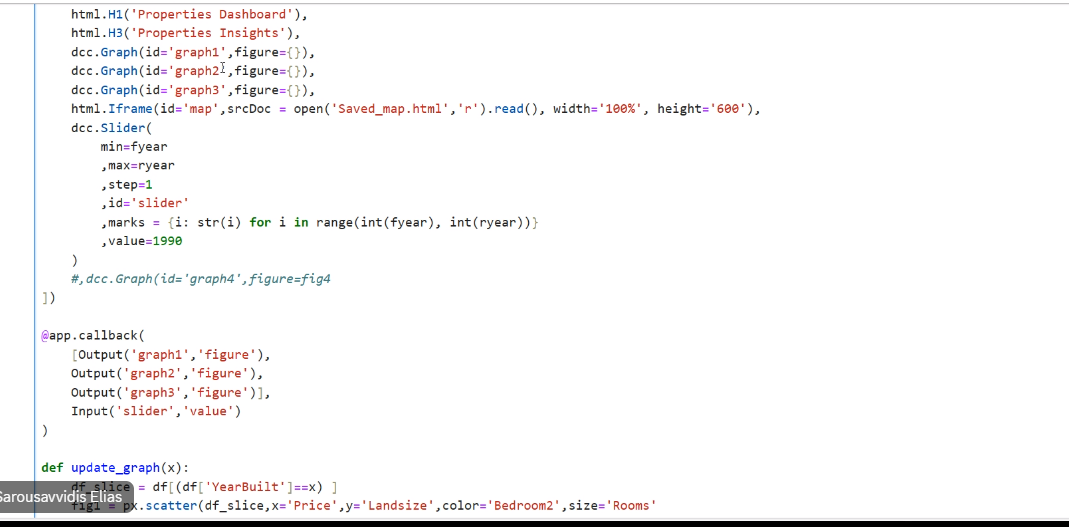 html.H1('Properties Dashboard'),
html.H3('Properties Insights'),
dcc.Graph(id='graph1',figure={}),
dcc.Graph(id='graph2',figure={}),
dcc.Graph(id='graph3',figure={}),
html.Iframe(id='map',srcDoc = open('Saved_map.html','r').read(), width='100%', height='600'),
dcc.Slider(
min=fyear
,max=ryear
,step=1
,id='slider'
,marks = {i: str(i) for i in range(int(fyear), int(ryear))}
,value=1990
)
#,dcc.Graph(id='graph4',figure=fig4
])
@app.callback(
[Output('graph1','figure'),
Output('graph2','figure'),
Output('graph3','figure')],
Input('slider','value')
)
def update_graph(x):
df_slice = df[(df['YearBuilt']==x) ]
Sarousavvidis Elias
fig1 = px.scatter(df_slice,x='Price',y='Landsize',color='Bedroom2',size='Rooms'